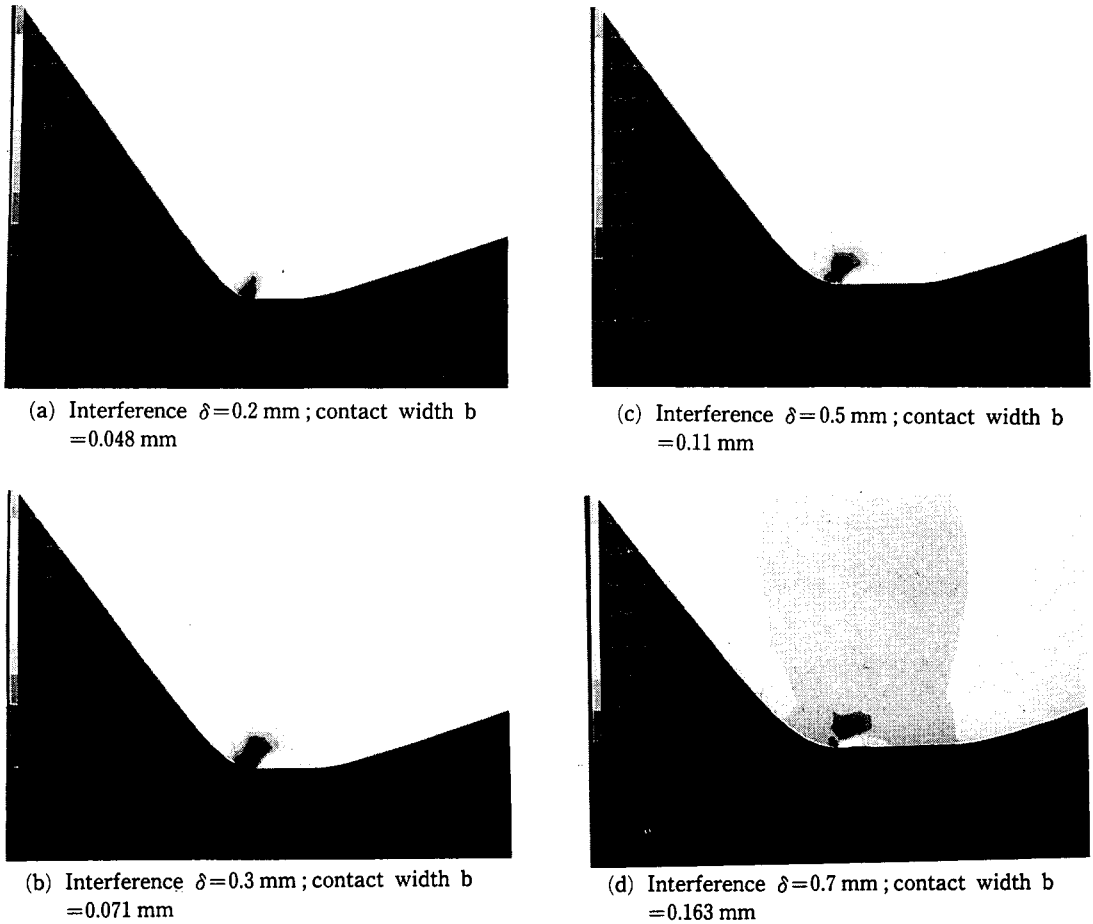 (a) Interference δ=0.2 mm ; contact width b
=0.048 mm
(b) Interference δ=0.3 mm ; contact width b
=0.071 mm
(c) Interference δ=0.5 mm ; contact width b
=0.11 mm
(d) Interference δ=0.7 mm ; contact width b
=0.163 mm